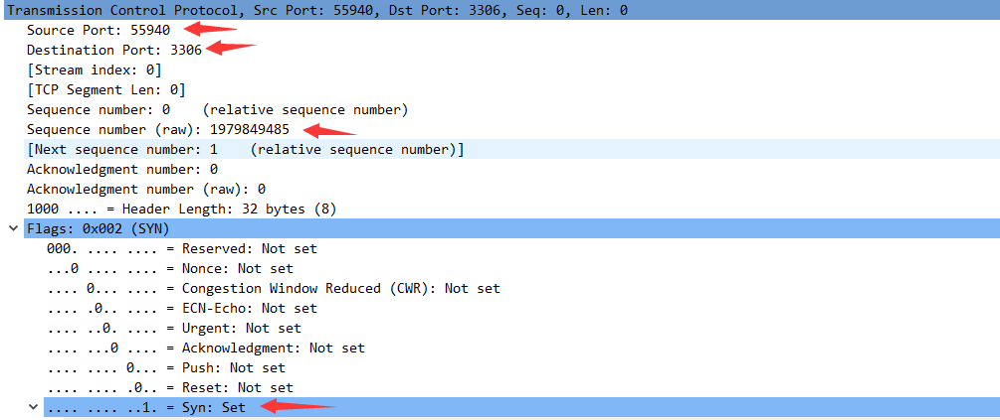 Transmission Control Protocol, Src Port: 55940, Dst Port: 3306, Seq: 0, Len: 0
Source Port: 55940
Destination Port: 3306
[Stream index: 0]
[TCP Segment Len: 0]
Sequence number: 0    (relative sequence number)
Sequence number (raw): 1979849485
[Next sequence number: 1    (relative sequence number)]
Acknowledgment number: 0
Acknowledgment number (raw): 0
1000 .... = Header Length: 32 bytes (8)
Flags: 0x002 (SYN)
000. .... .... = Reserved: Not set
...0 .... .... = Nonce: Not set
.... 0... .... = Congestion Window Reduced (CWR): Not set
.... .0.. .... = ECN-Echo: Not set
.... ..0. .... = Urgent: Not set
.... ...0 .... = Acknowledgment: Not set
.... .... 0... = Push: Not set
.... .... .0.. = Reset: Not set
.... .... ..1. = Syn: Set